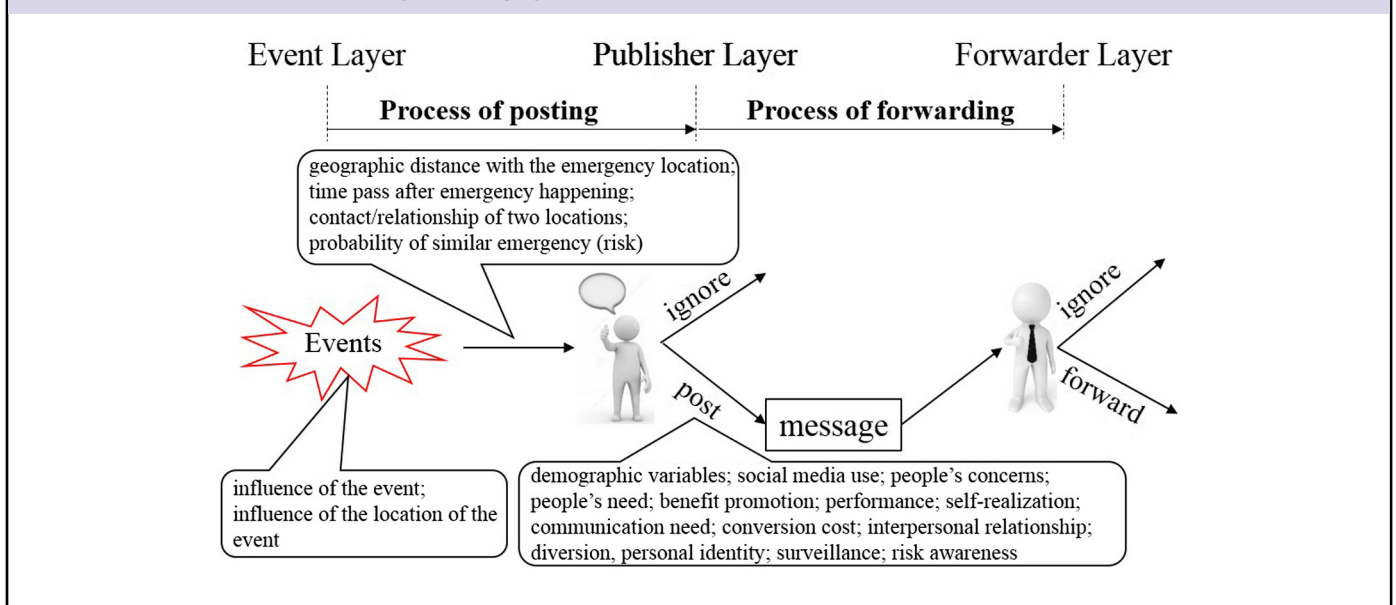 Event Layer
Publisher Layer
Forwarder Layer
Process of posting
Process of forwarding
geographic distance with the emergency location;
time pass after emergency happening;
contact/relationship of two locations;
probability of similar emergency (risk)
Events
ignore
post
message
ignore
forward
influence of the event;
influence of the location of the
event
demographic variables; social media use; people's concerns;
people's need; benefit promotion; performance; self-realization;
communication need; conversion cost; interpersonal relationship;
diversion, personal identity; surveillance; risk awareness